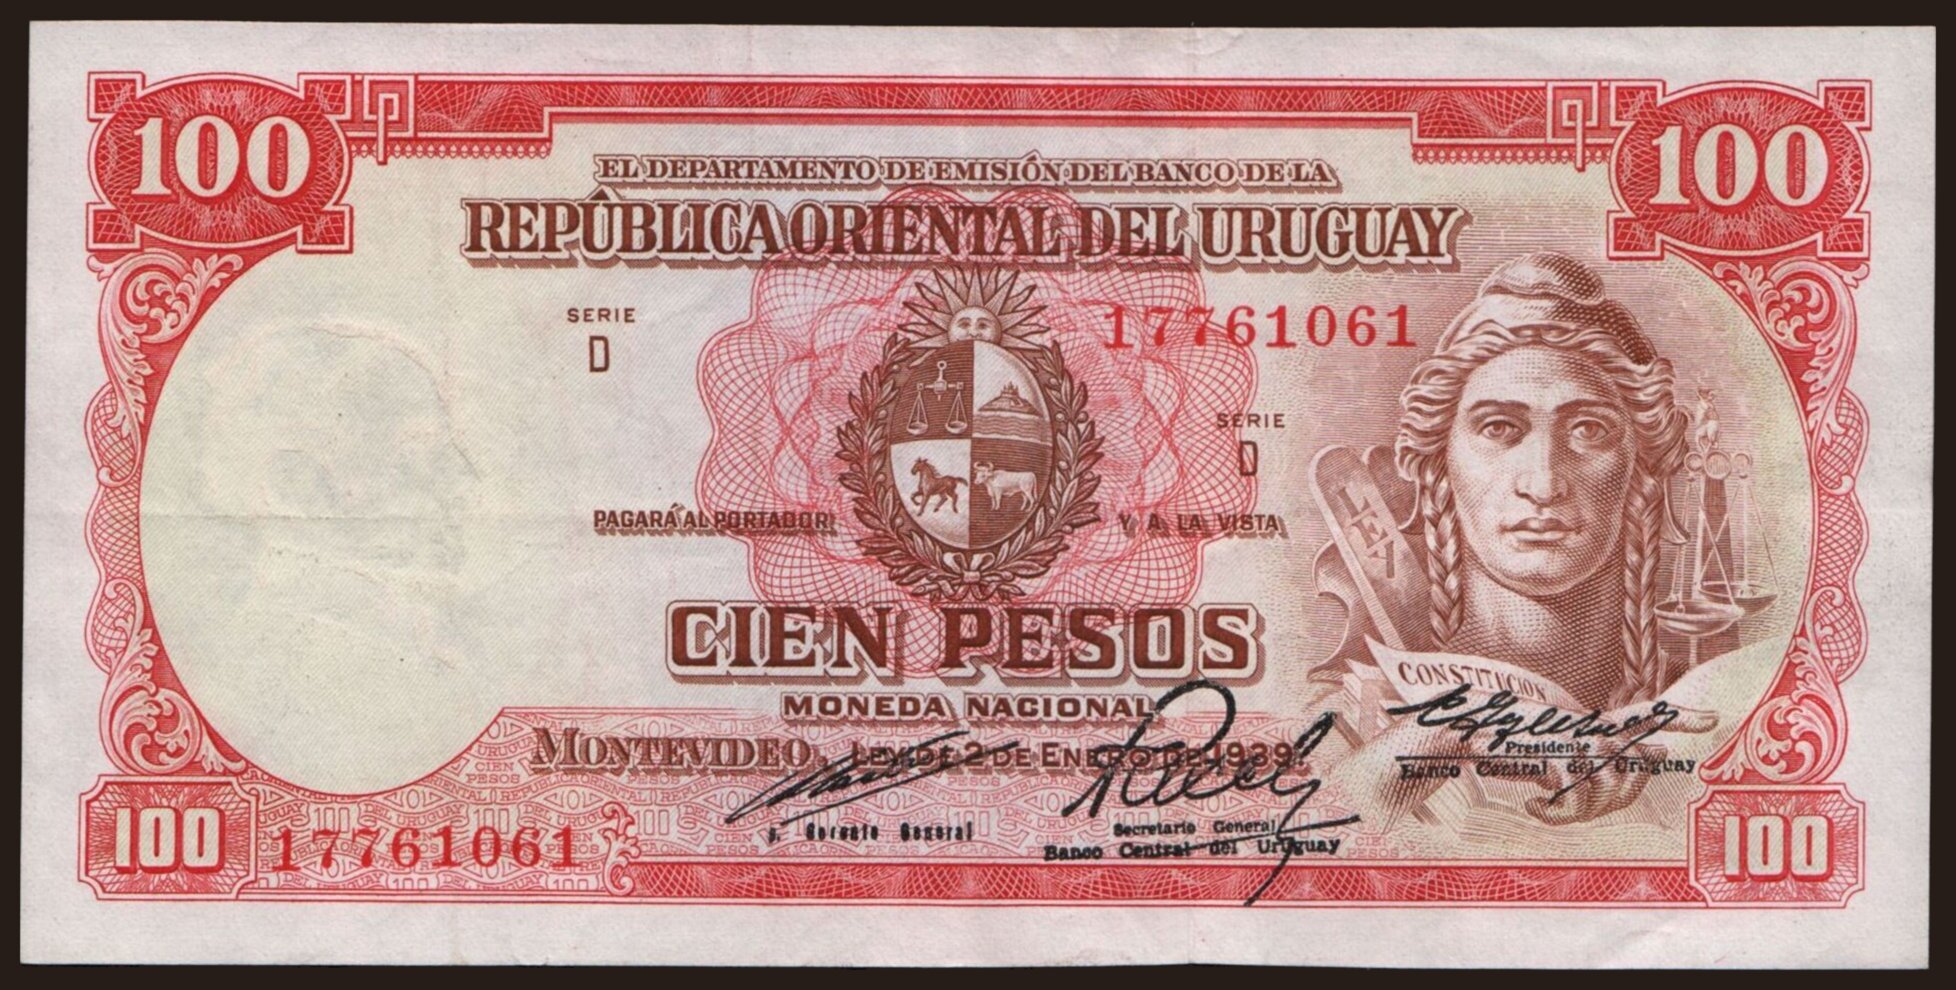 100 100
EL DEPARTAMENTO DE EMISIÓN DEL BANCO DE LA
REPÚBLICA ORIENTAL DEL URUGUAY
SERIE
D
17761061
SERIE
D
LEY
PAGARÁ AL PORTADOR Y A LA VISTA
CIEN PESOS
CONSTITUCION
MONEDA NACIONAL
MONTEVIDEO, LEY DE 2 DE ENERO DE 1939.
Presidente
Banco Central del Uruguay
100 17761061
p. Gerente General
Secretario General
Banco Central del Uruguay
100